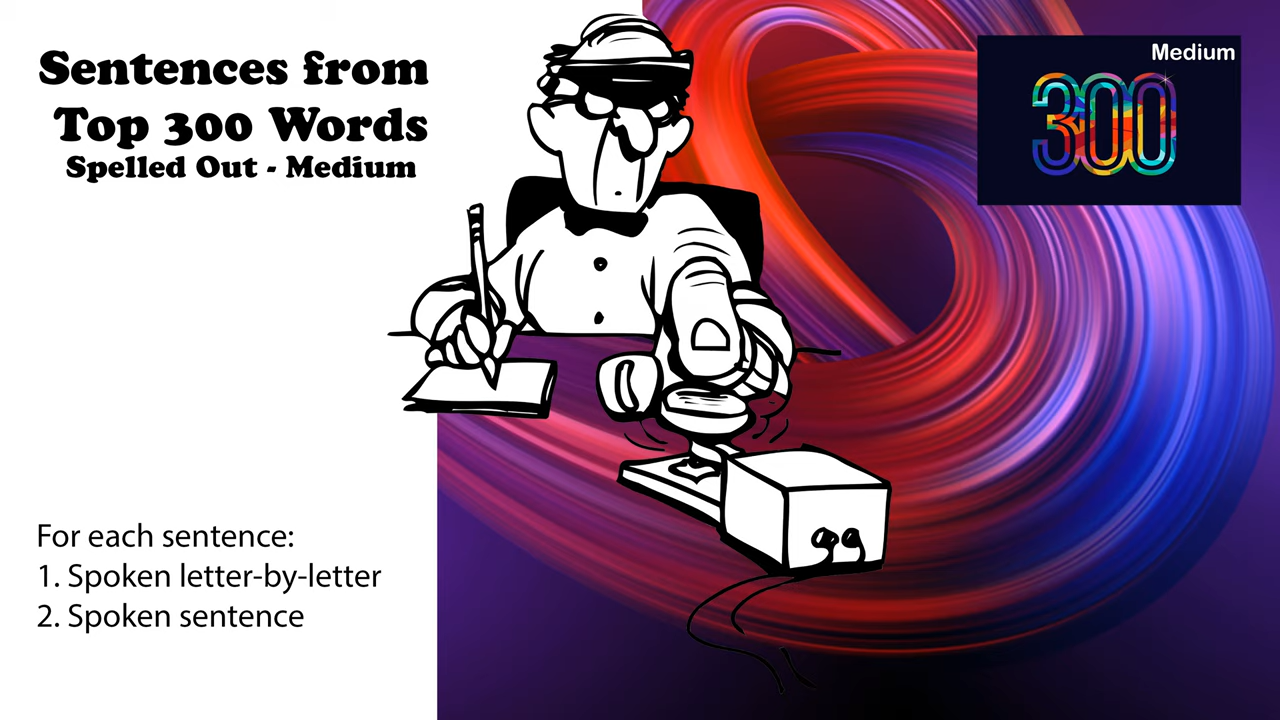 Sentences from
Top 300 Words
Spelled Out - Medium
Medium
300
For each sentence:
1. Spoken letter-by-letter
2. Spoken sentence